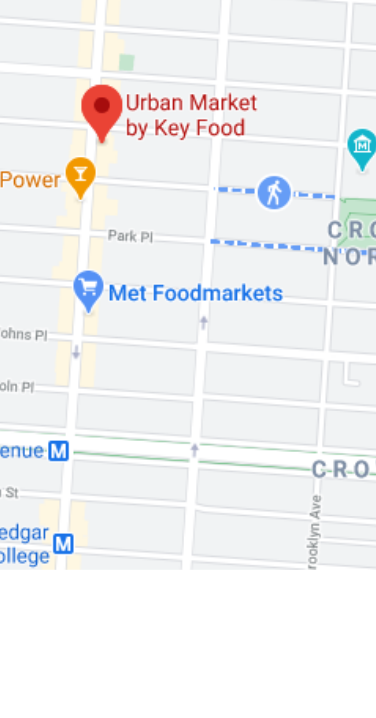 Urban Market
by Key Food
Power
CRO
NOR
Park Pl
Met Foodmarkets
ohns Pl
oln Pl
enue M
CRO
n St
rooklyn Ave
edgar
ollege M